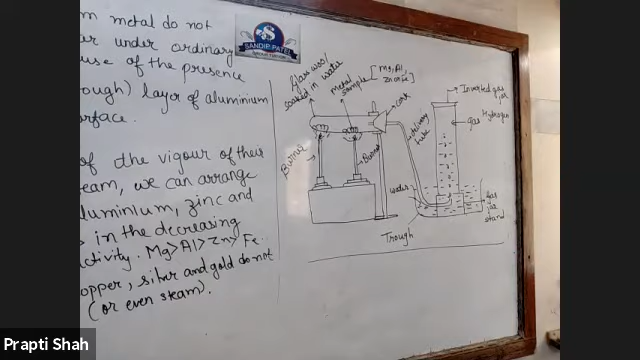 m metal do not
under ordinary
use of the presence
ough) layer of aluminium
rface.
of the vigour of their
eam, we can arrange
luminium, zinc and
in the decreasing
ctivity. Mg>Al>Zn>Fe.
opper, silver and gold do not
(or even steam).
SANDIP PATEL
Glass wool
soaked in water
metal
sample
[Mg, Al,
Zn or Fe]
cork
Delivery
tube
Burner
Burner
Inverted gas
jar
Hydrogen
gas
water
Gas
jar
stand
Trough
Prapti Shah